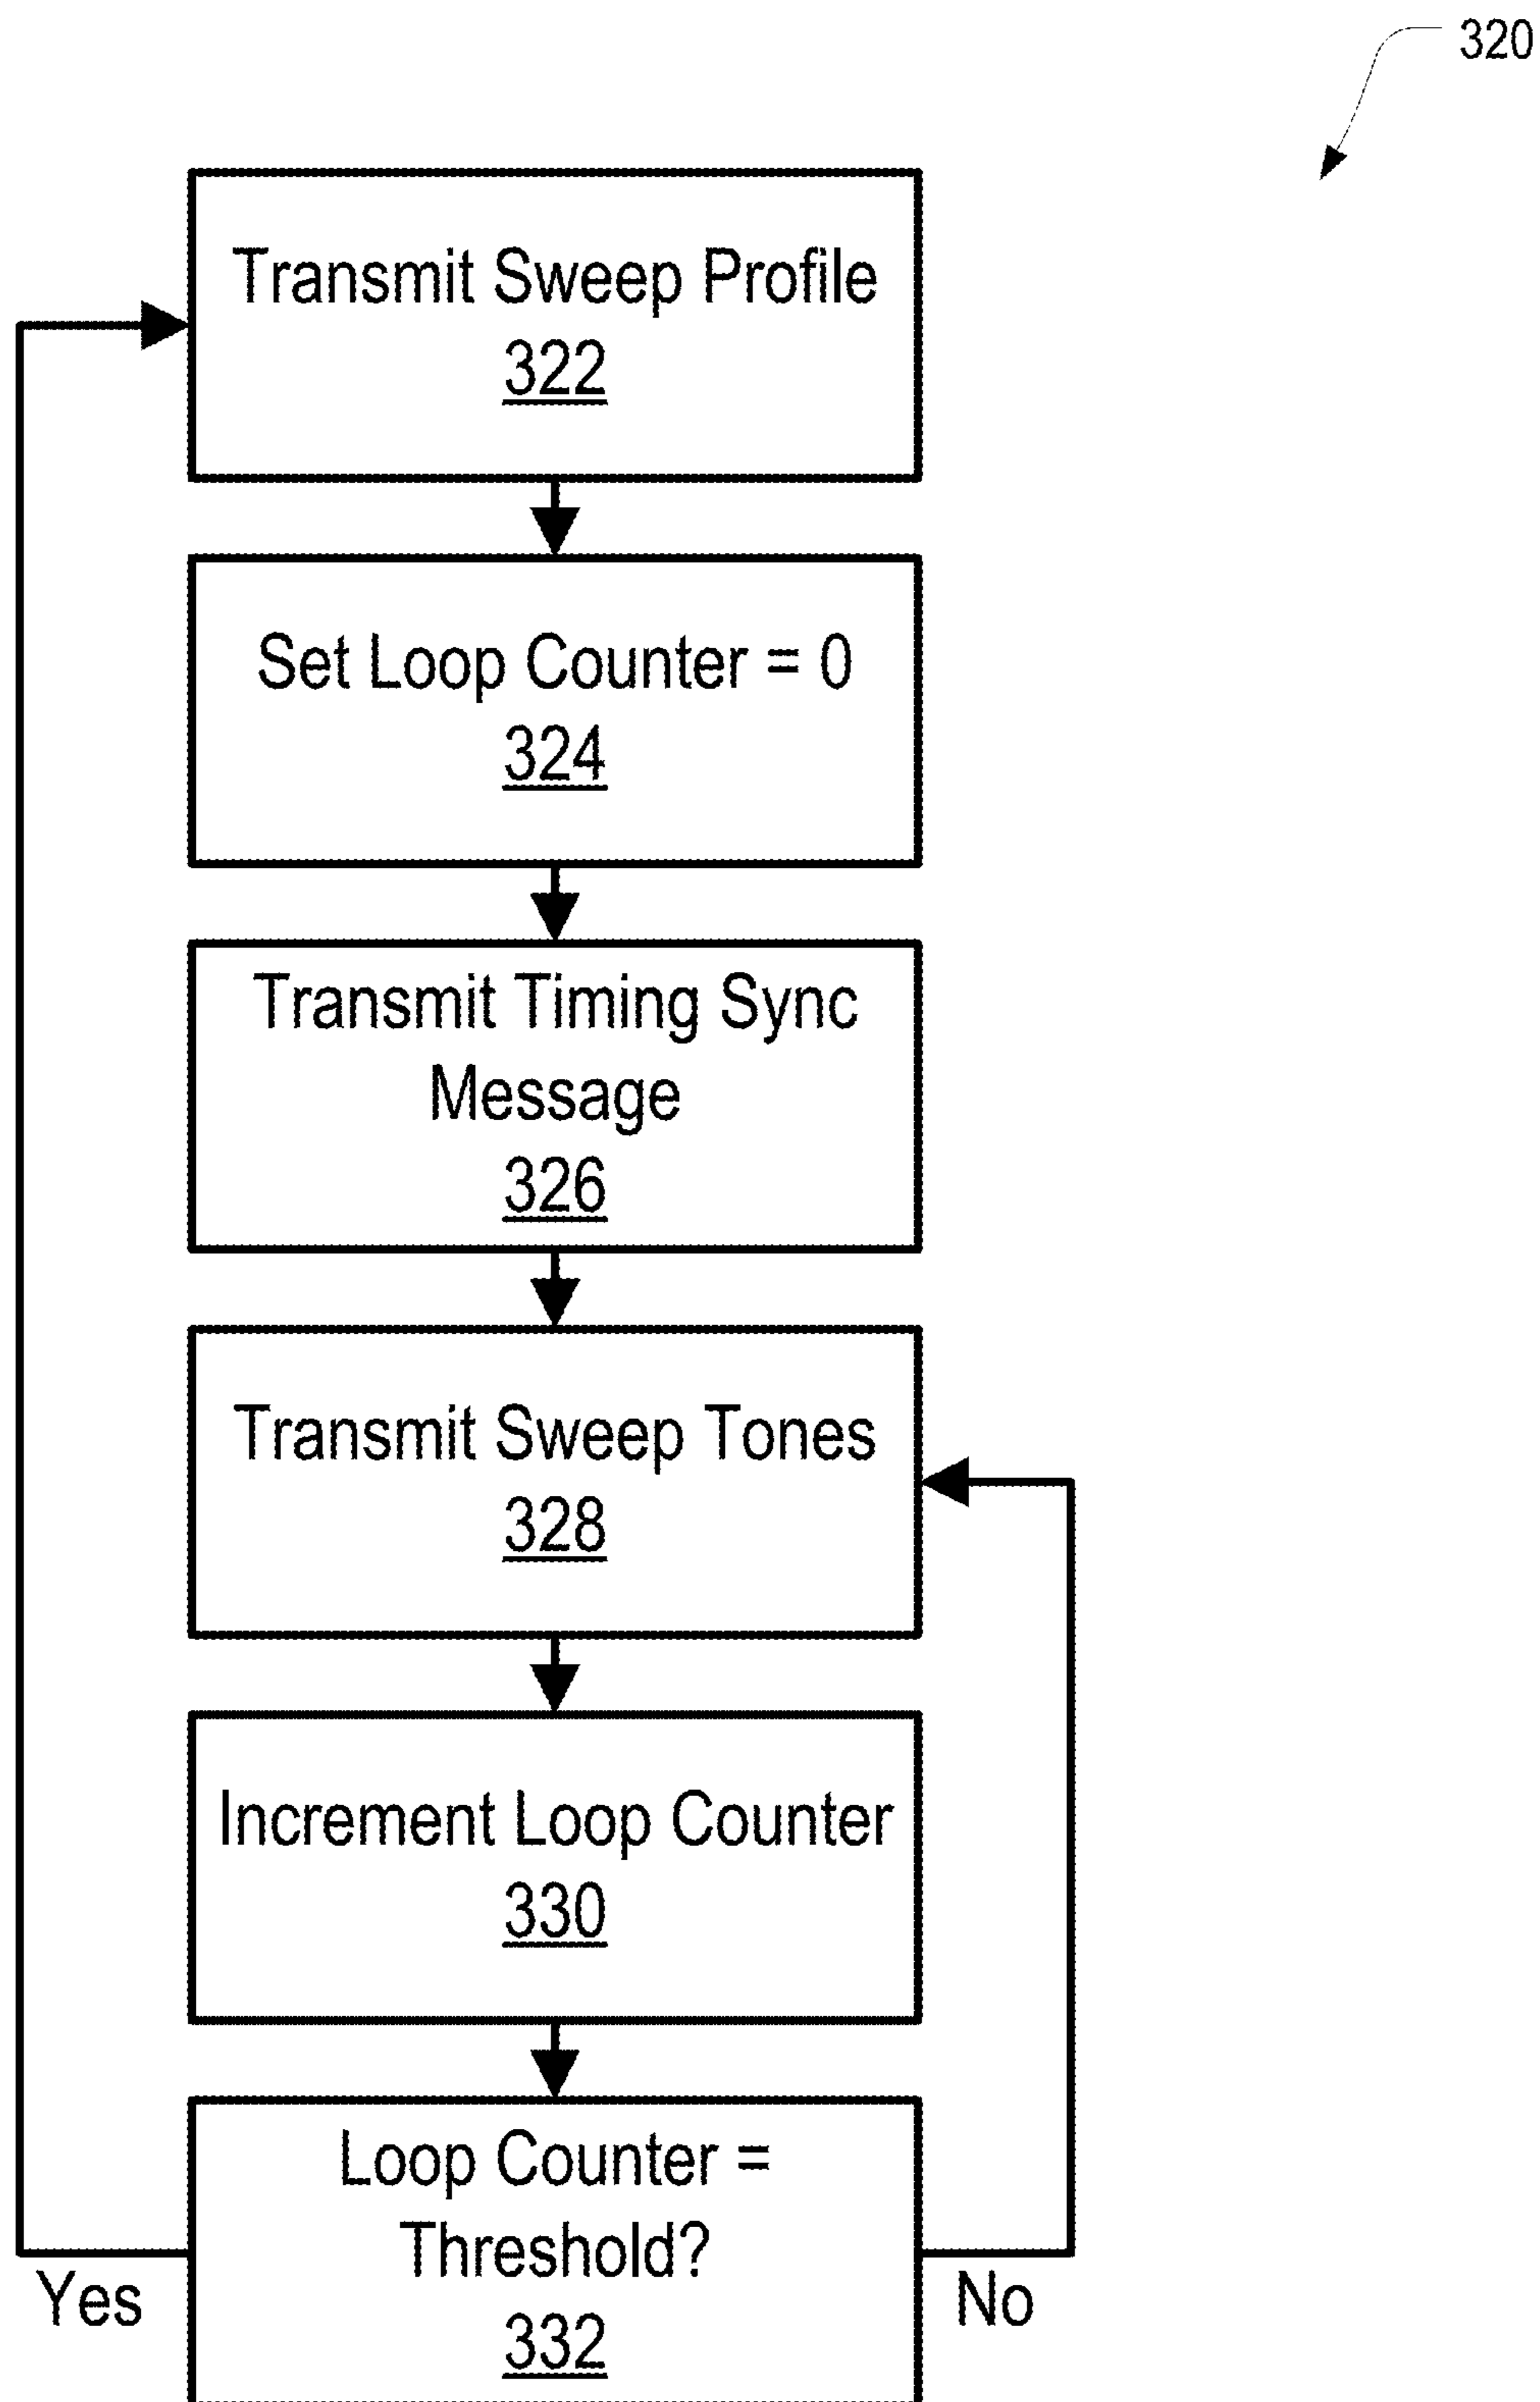 320
Transmit Sweep Profile
322
Set Loop Counter = 0
324
Transmit Timing Sync
Message
326
Transmit Sweep Tones
328
Increment Loop Counter
330
Loop Counter =
Threshold?
332
Yes
No